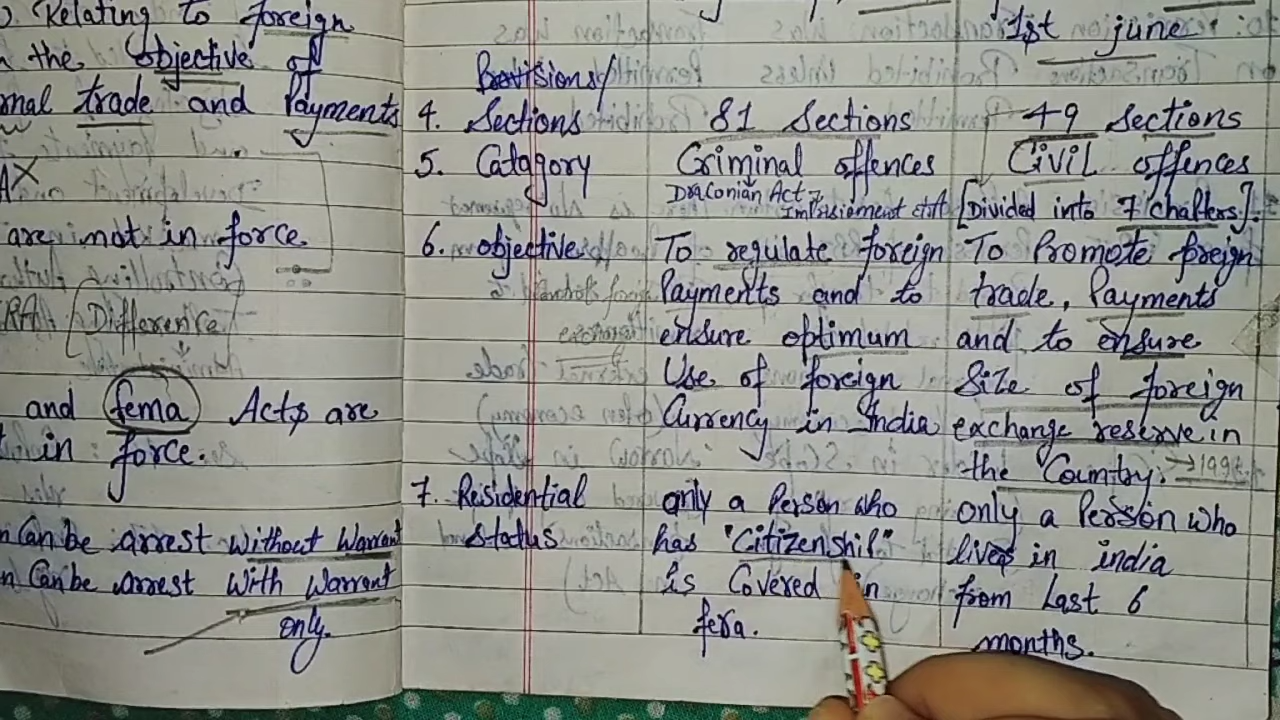 Relating to foreign
the objective of
trade and Payments
are not in force.
Difference
and fema Acts are
in force.
Can be arrest without warrant
Can be arrest with warrant
only.
1st june
Provisions/
4. Sections 81 Sections 49 Sections
5. Catagory Criminal offences Civil offences
Draconian Act [Divided into 7 chapters].
6. objective To regulate foreign To Promote foreign
Payments and to trade, Payments
ensure optimum and to ensure
Use of foreign Size of foreign
Currency in India exchange reserve in
the Country.
7. Residential only a Person who only a Person who
status has "Citizenship" lives in india
is Covered in from Last 6
fera. months.